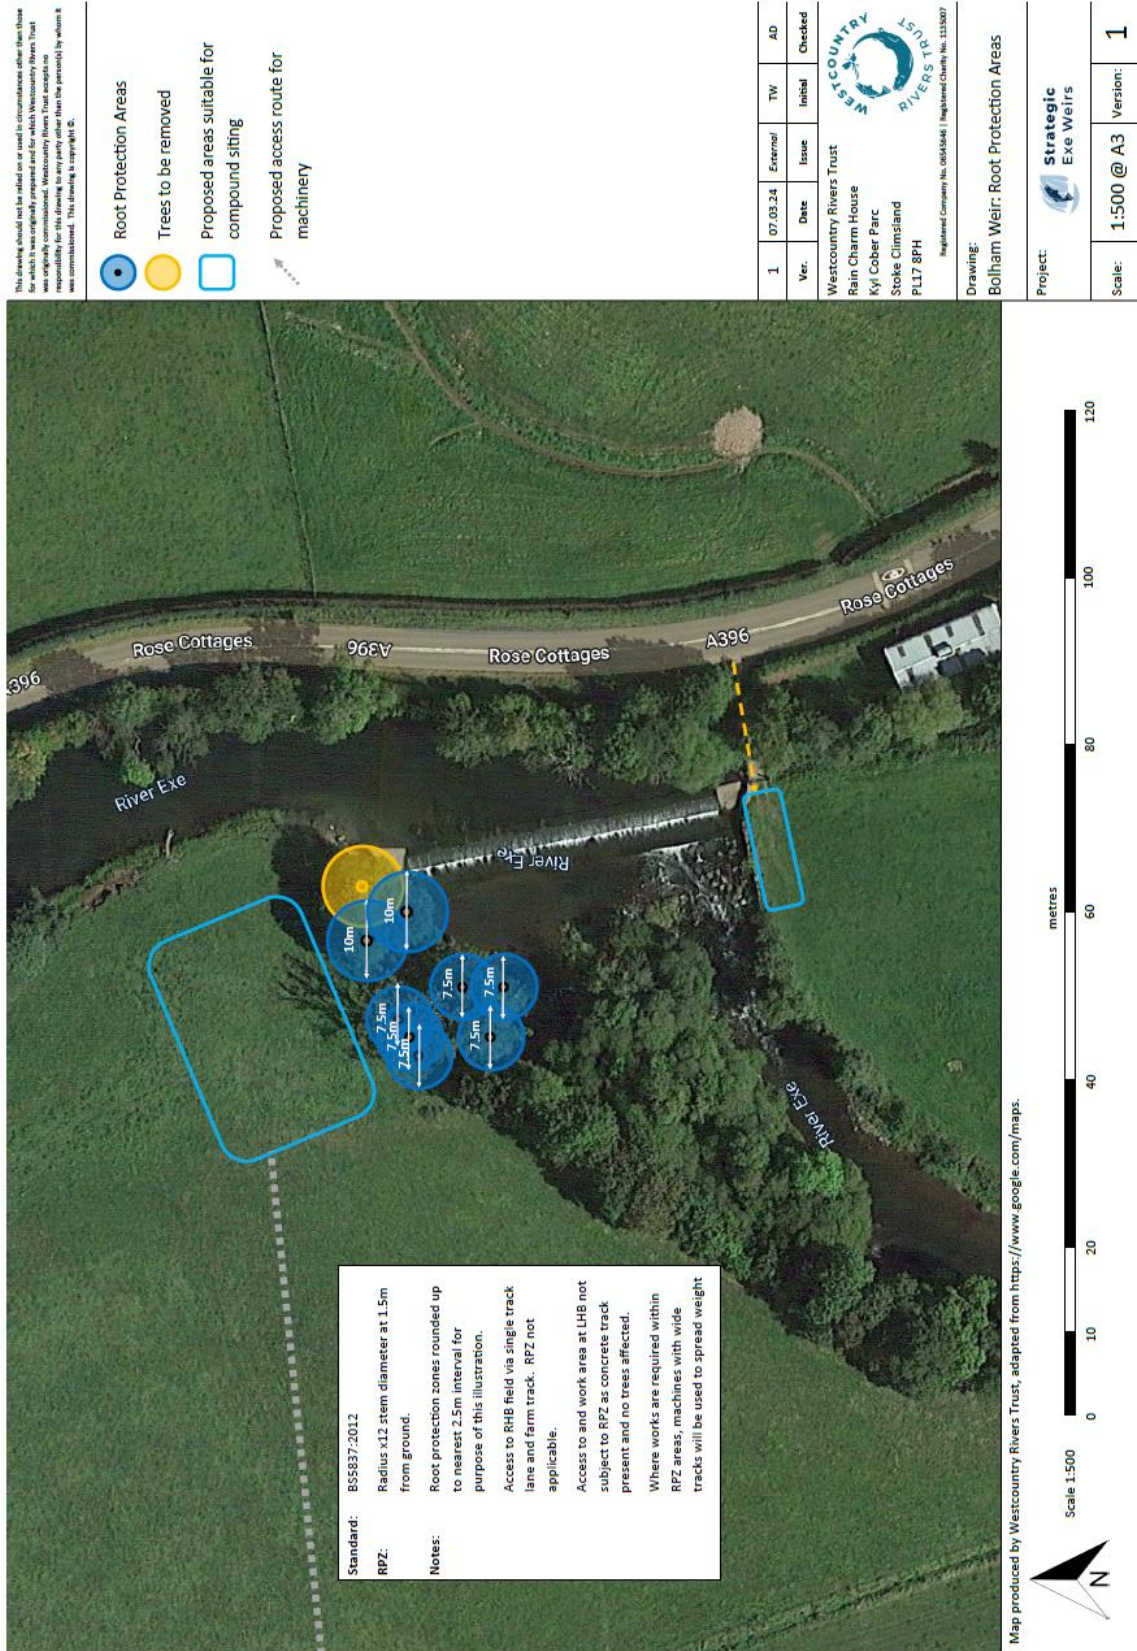 This drawing should not be relied on or used in circumstances other than those
for which it was originally prepared and for which Westcountry Rivers Trust
was originally commissioned. Westcountry Rivers Trust accepts no
responsibility for this drawing to any party other than the person(s) by whom it
was commissioned. This drawing is copyright ©.
Root Protection Areas
Trees to be removed
Proposed areas suitable for
compound siting
Proposed access route for
machinery
1 07.03.24 External TW AD
Ver. Date Issue Initial Checked
Westcountry Rivers Trust
Rain Charm House
Kyl Cober Parc
Stoke Climsland
PL17 8PH
WESTCOUNTRY
RIVERS TRUST
Registered Company No. 06545646 | Registered Charity No. 1135007
Drawing:
Bolham Weir: Root Protection Areas
Project:
Strategic
Exe Weirs
Scale: 1:500 @ A3 Version: 1
A396
Rose Cottages
A396
Rose Cottages
A396
Rose Cottages
River Exe
River Exe
River Exe
10m
10m
7.5m
7.5m
7.5m
7.5m
7.5m
7.5m
Standard: BS5837:2012
RPZ: Radius x12 stem diameter at 1.5m
from ground.
Notes: Root protection zones rounded up
to nearest 2.5m interval for
purpose of this illustration.
Access to RHB field via single track
lane and farm track. RPZ not
applicable.
Access to and work area at LHB not
subject to RPZ as concrete track
present and no trees affected.
Where works are required within
RPZ areas, machines with wide
tracks will be used to spread weight
Map produced by Westcountry Rivers Trust, adapted from https://www.google.com/maps.
N
Scale 1:500
metres
0 10 20 40 60 80 100 120